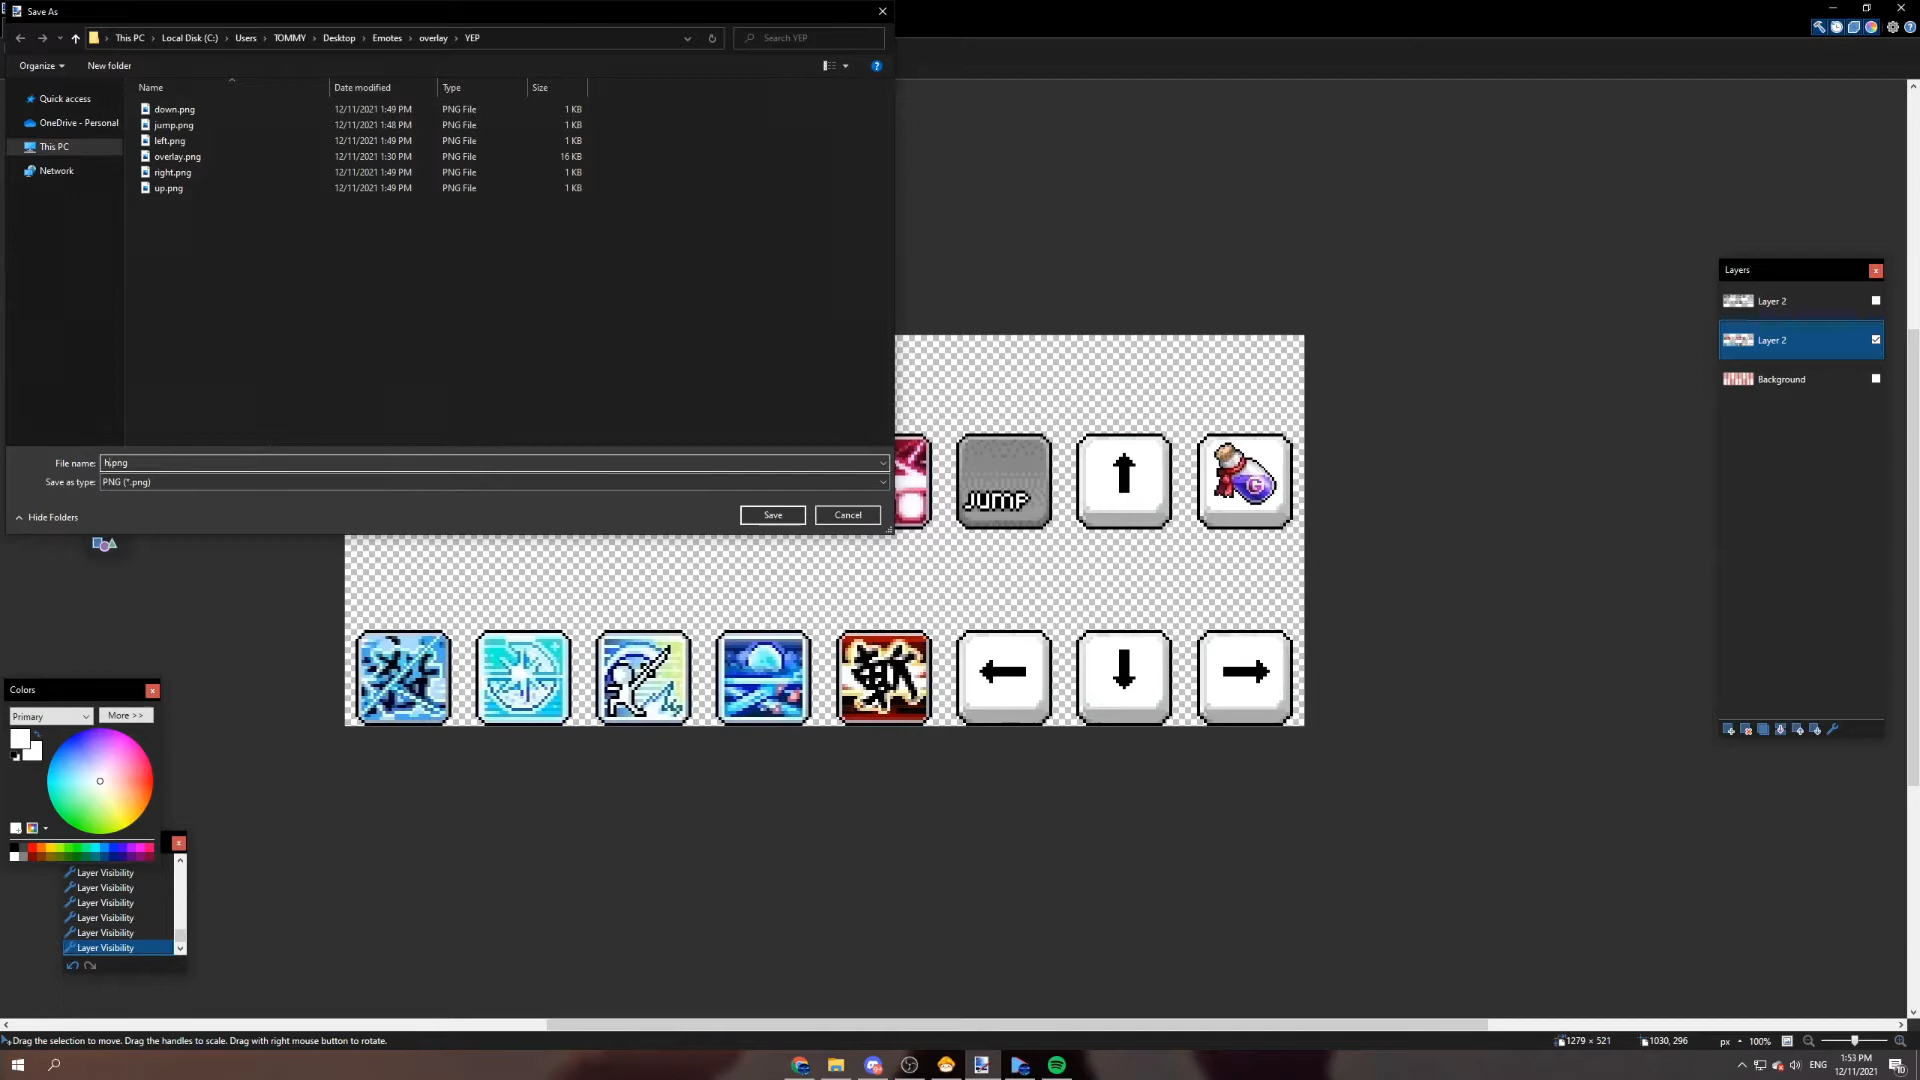 Save As
This PC > Local Disk (C:) > Users > TOMMY > Desktop > Emotes > overlay > YEP
Search YEP
Organize
New folder
Name
Date modified
Type
Size
Quick access
OneDrive - Personal
This PC
Network
down.png 12/11/2021 1:49 PM PNG File 1 KB
jump.png 12/11/2021 1:48 PM PNG File 1 KB
left.png 12/11/2021 1:49 PM PNG File 1 KB
overlay.png 12/11/2021 1:30 PM PNG File 16 KB
right.png 12/11/2021 1:49 PM PNG File 1 KB
up.png 12/11/2021 1:49 PM PNG File 1 KB
File name: h.png
Save as type: PNG (*.png)
Hide Folders
Save
Cancel
Layers
Layer 2
Layer 2
Background
JUMP
斬
Colors
Primary
More >>
Layer Visibility
Layer Visibility
Layer Visibility
Layer Visibility
Layer Visibility
Layer Visibility
Drag the selection to move. Drag the handles to scale. Drag with right mouse button to rotate.
1279 × 521
1030, 296
px
100%
ENG
1:53 PM
12/11/2021